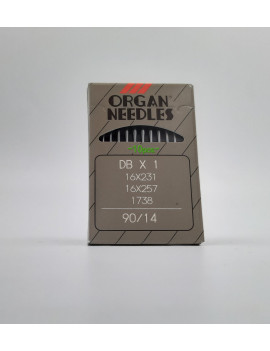 ORGAN
NEEDLES
DB X 1
16X231
16X257
1738
90/14